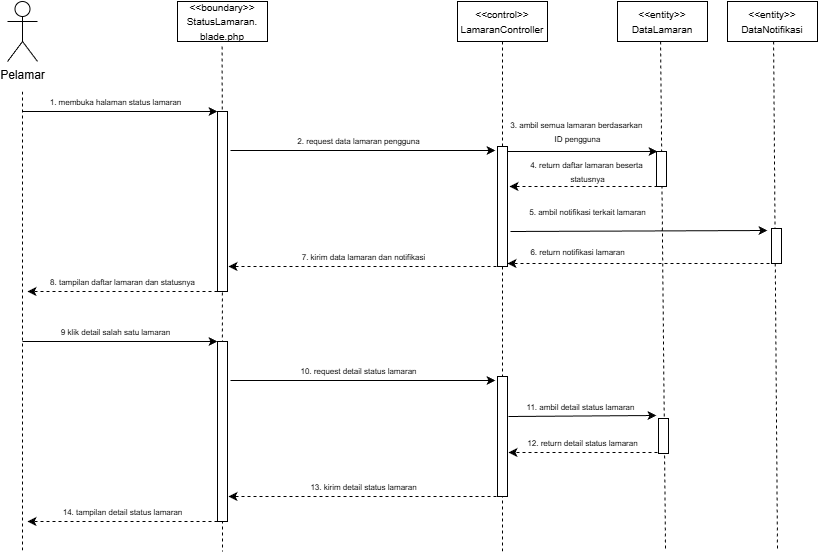 <<boundary>>
StatusLamaran.
blade.php
<<control>>
LamaranController
<<entity>>
DataLamaran
<<entity>>
DataNotifikasi
Pelamar
1. membuka halaman status lamaran
2. request data lamaran pengguna
3. ambil semua lamaran berdasarkan
ID pengguna
4. return daftar lamaran beserta
statusnya
5. ambil notifikasi terkait lamaran
6. return notifikasi lamaran
7. kirim data lamaran dan notifikasi
8. tampilan daftar lamaran dan statusnya
9 klik detail salah satu lamaran
10. request detail status lamaran
11. ambil detail status lamaran
12. return detail status lamaran
13. kirim detail status lamaran
14. tampilan detail status lamaran